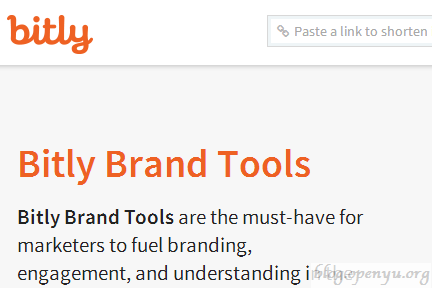 bitly
Paste a link to shorten
Bitly Brand Tools
Bitly Brand Tools are the must-have for
marketers to fuel branding,
engagement, and understanding i
blog.openyu.org